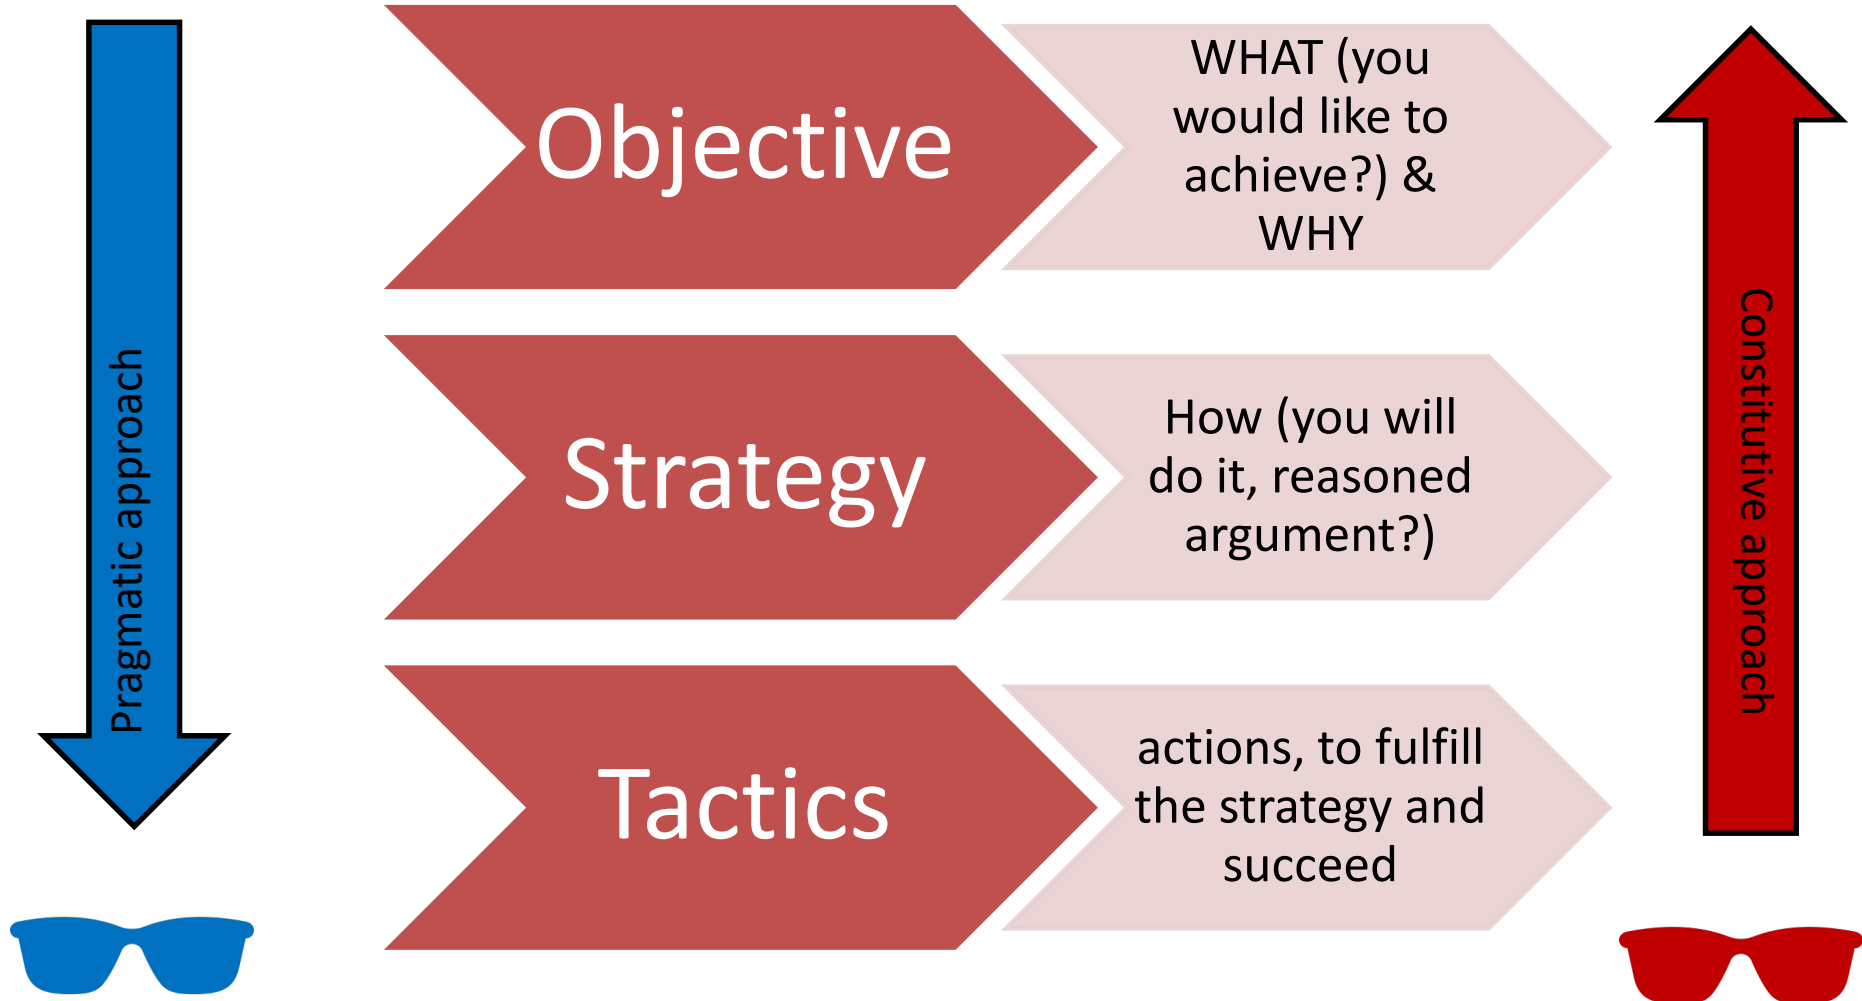 Objective
WHAT (you
would like to
achieve?) &
WHY
Strategy
How (you will
do it, reasoned
argument?)
Tactics
actions, to fulfill
the strategy and
succeed
Pragmatic approach
Constitutive approach